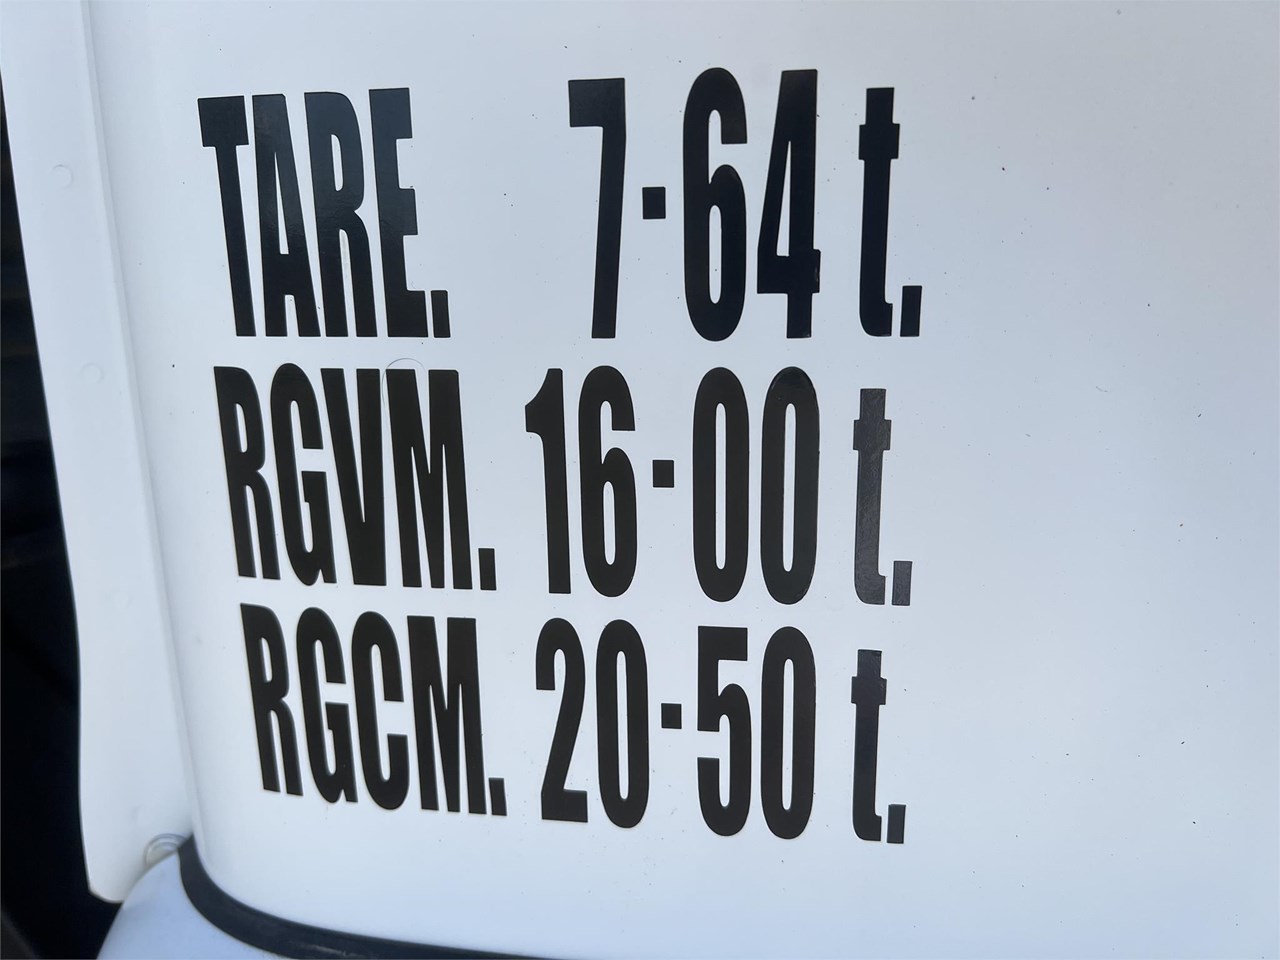 TARE. 7·64 t.
RGVM. 16·00 t.
RGCM. 20·50 t.